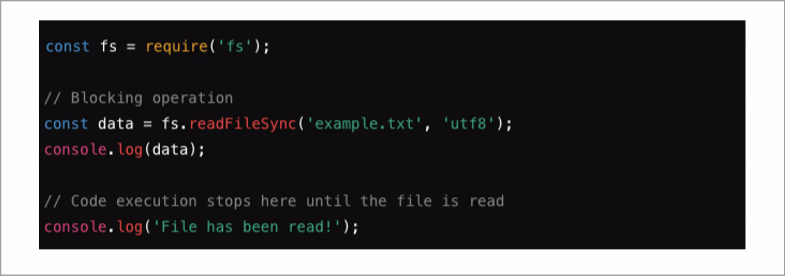 const fs = require('fs');
// Blocking operation
const data = fs.readFileSync('example.txt', 'utf8');
console.log(data);
// Code execution stops here until the file is read
console.log('File has been read!');